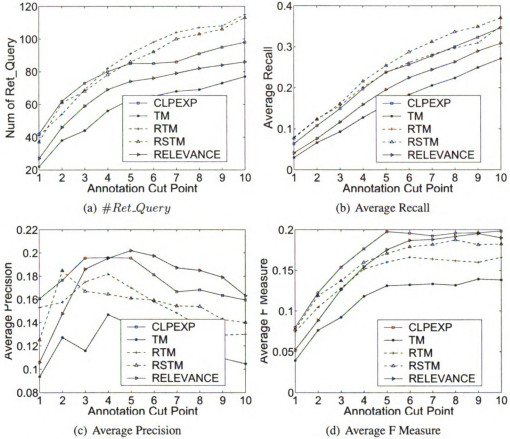 120
100
80
60
40
20
Num of Ret_Query
CLPEXP
TM
RTM
RSTM
RELEVANCE
1 2 3 4 5 6 7 8 9 10
Annotation Cut Point
(a) #Ret_Query
0.4
0.3
0.2
0.1
0
Average Recall
CLPEXP
TM
RTM
RSTM
RELEVANCE
1 2 3 4 5 6 7 8 9 10
Annotation Cut Point
(b) Average Recall
0.22
0.2
0.18
0.16
0.14
0.12
0.1
0.08
Average Precision
CLPEXP
TM
RTM
RSTM
RELEVANCE
1 2 3 4 5 6 7 8 9 10
Annotation Cut Point
(c) Average Precision
0.2
0.15
0.1
0.05
0
Average F Measure
CLPEXP
TM
RTM
RSTM
RELEVANCE
1 2 3 4 5 6 7 8 9 10
Annotation Cut Point
(d) Average F Measure